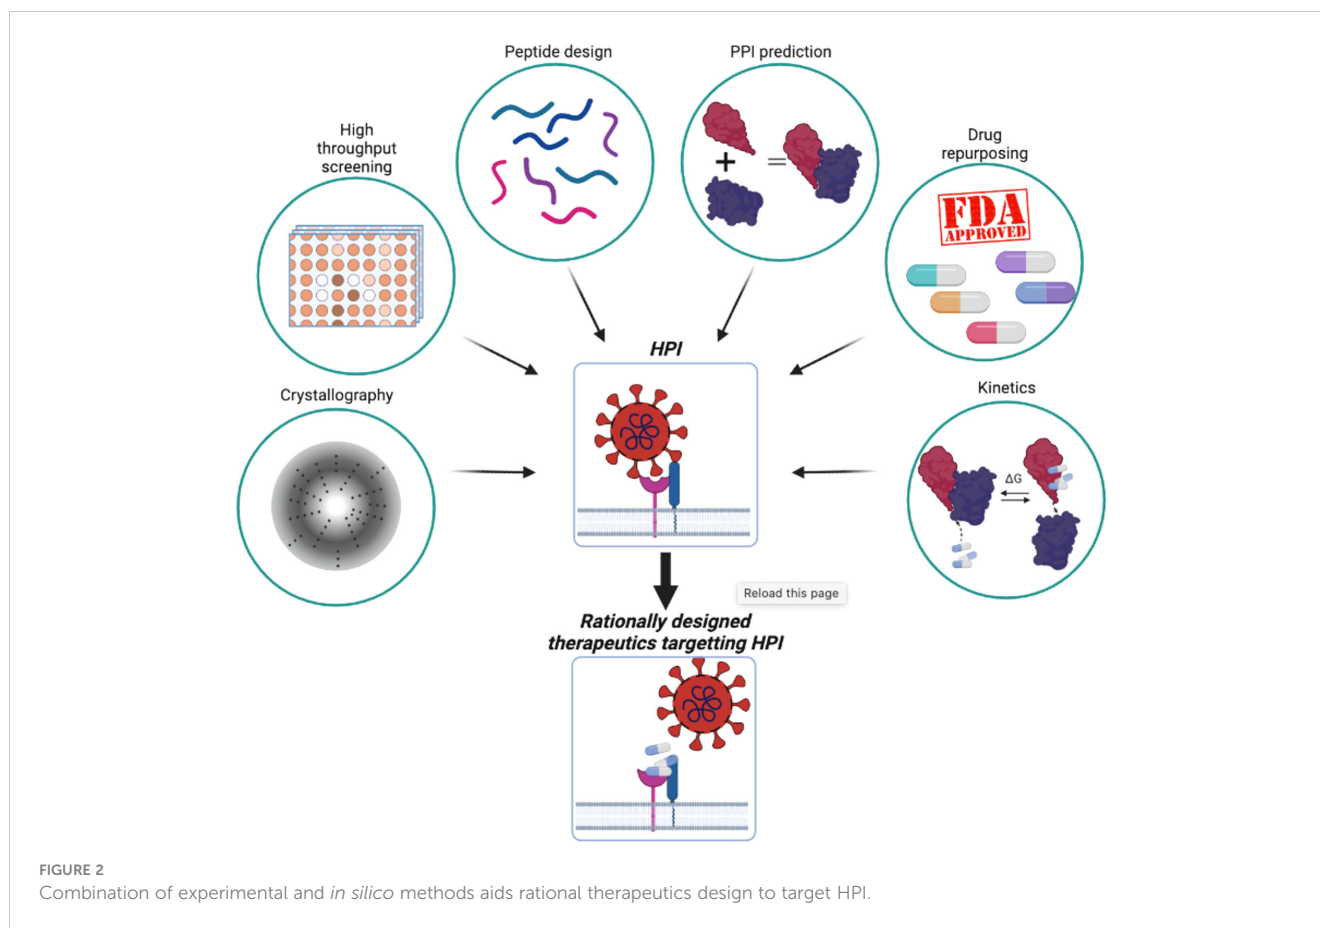 Peptide design
PPI prediction
High
throughput
screening
Drug
repurposing
FDA
APPROVED
+
=
HPI
Crystallography
Kinetics
ΔG
Reload this page
Rationally designed
therapeutics targetting HPI
FIGURE 2
Combination of experimental and in silico methods aids rational therapeutics design to target HPI.